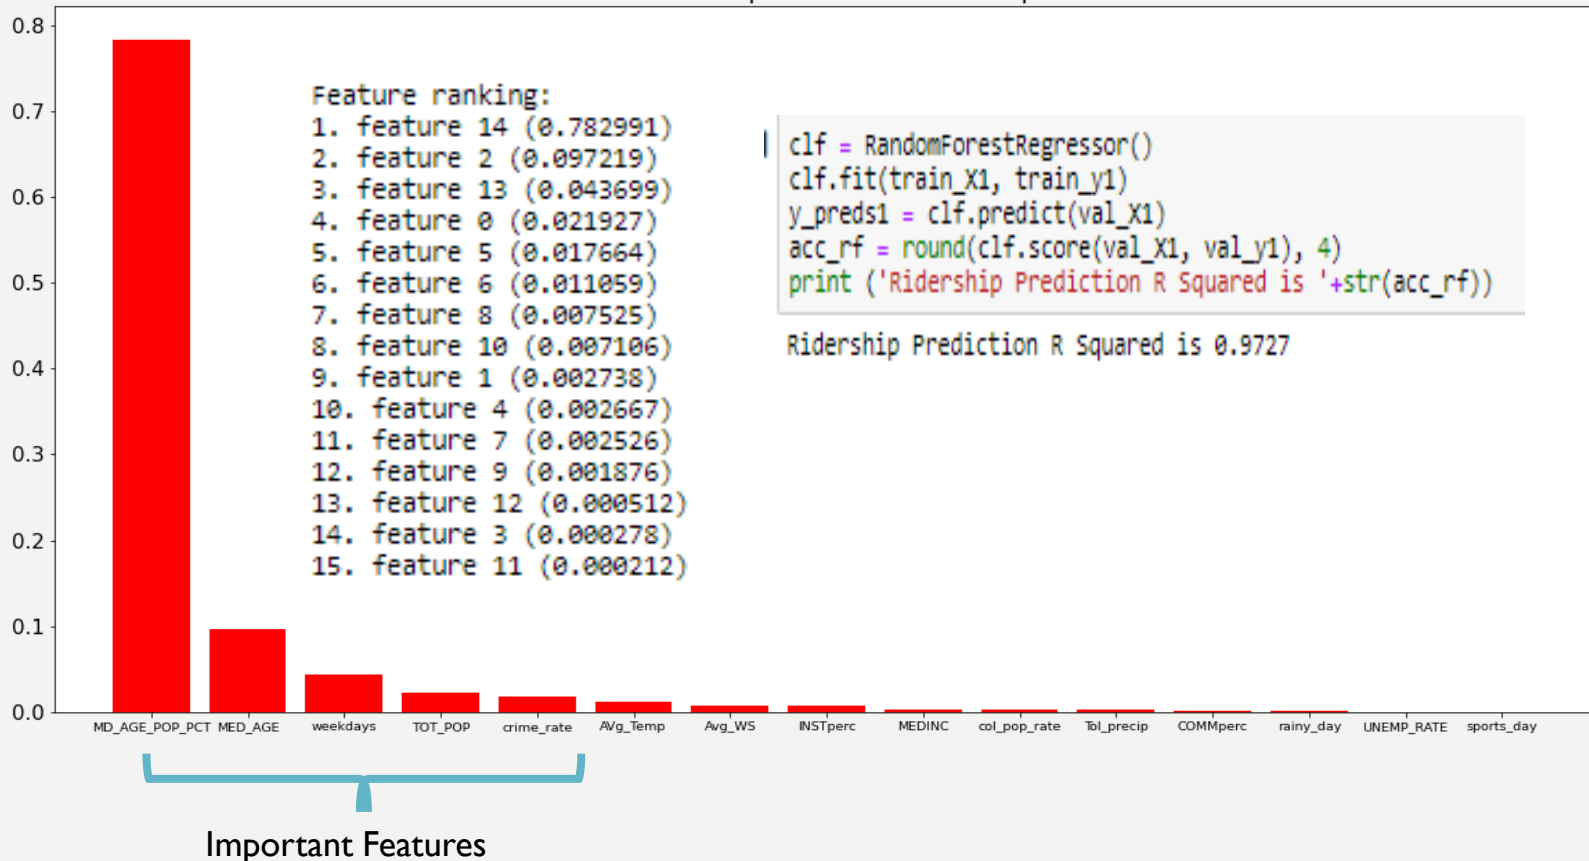 0.8
0.7
0.6
0.5
0.4
0.3
0.2
0.1
0.0
Feature ranking:
1. feature 14 (0.782991)
2. feature 2 (0.097219)
3. feature 13 (0.043699)
4. feature 0 (0.021927)
5. feature 5 (0.017664)
6. feature 6 (0.011059)
7. feature 8 (0.007525)
8. feature 10 (0.007106)
9. feature 1 (0.002738)
10. feature 4 (0.002667)
11. feature 7 (0.002526)
12. feature 9 (0.001876)
13. feature 12 (0.000512)
14. feature 3 (0.000278)
15. feature 11 (0.000212)
clf = RandomForestRegressor()
clf.fit(train_X1, train_y1)
y_preds1 = clf.predict(val_X1)
acc_rf = round(clf.score(val_X1, val_y1), 4)
print ('Ridership Prediction R Squared is '+str(acc_rf))
Ridership Prediction R Squared is 0.9727
MD_AGE_POP_PCT MED_AGE weekdays TOT_POP crime_rate AVg_Temp Avg_WS INSTperc MEDINC col_pop_rate Tol_precip COMMperc rainy_day UNEMP_RATE sports_day
Important Features